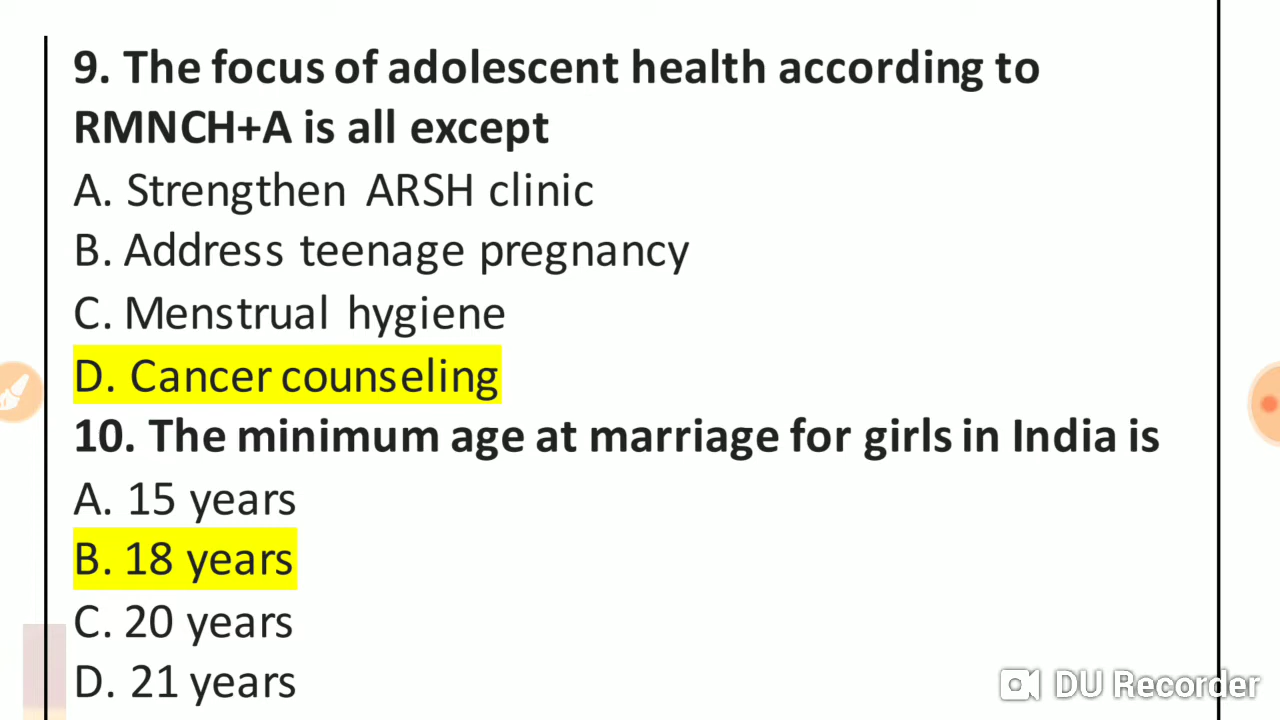 9. The focus of adolescent health according to
RMNCH+A is all except
A. Strengthen ARSH clinic
B. Address teenage pregnancy
C. Menstrual hygiene
D. Cancer counseling
10. The minimum age at marriage for girls in India is
A. 15 years
B. 18 years
C. 20 years
D. 21 years
DU Recorder